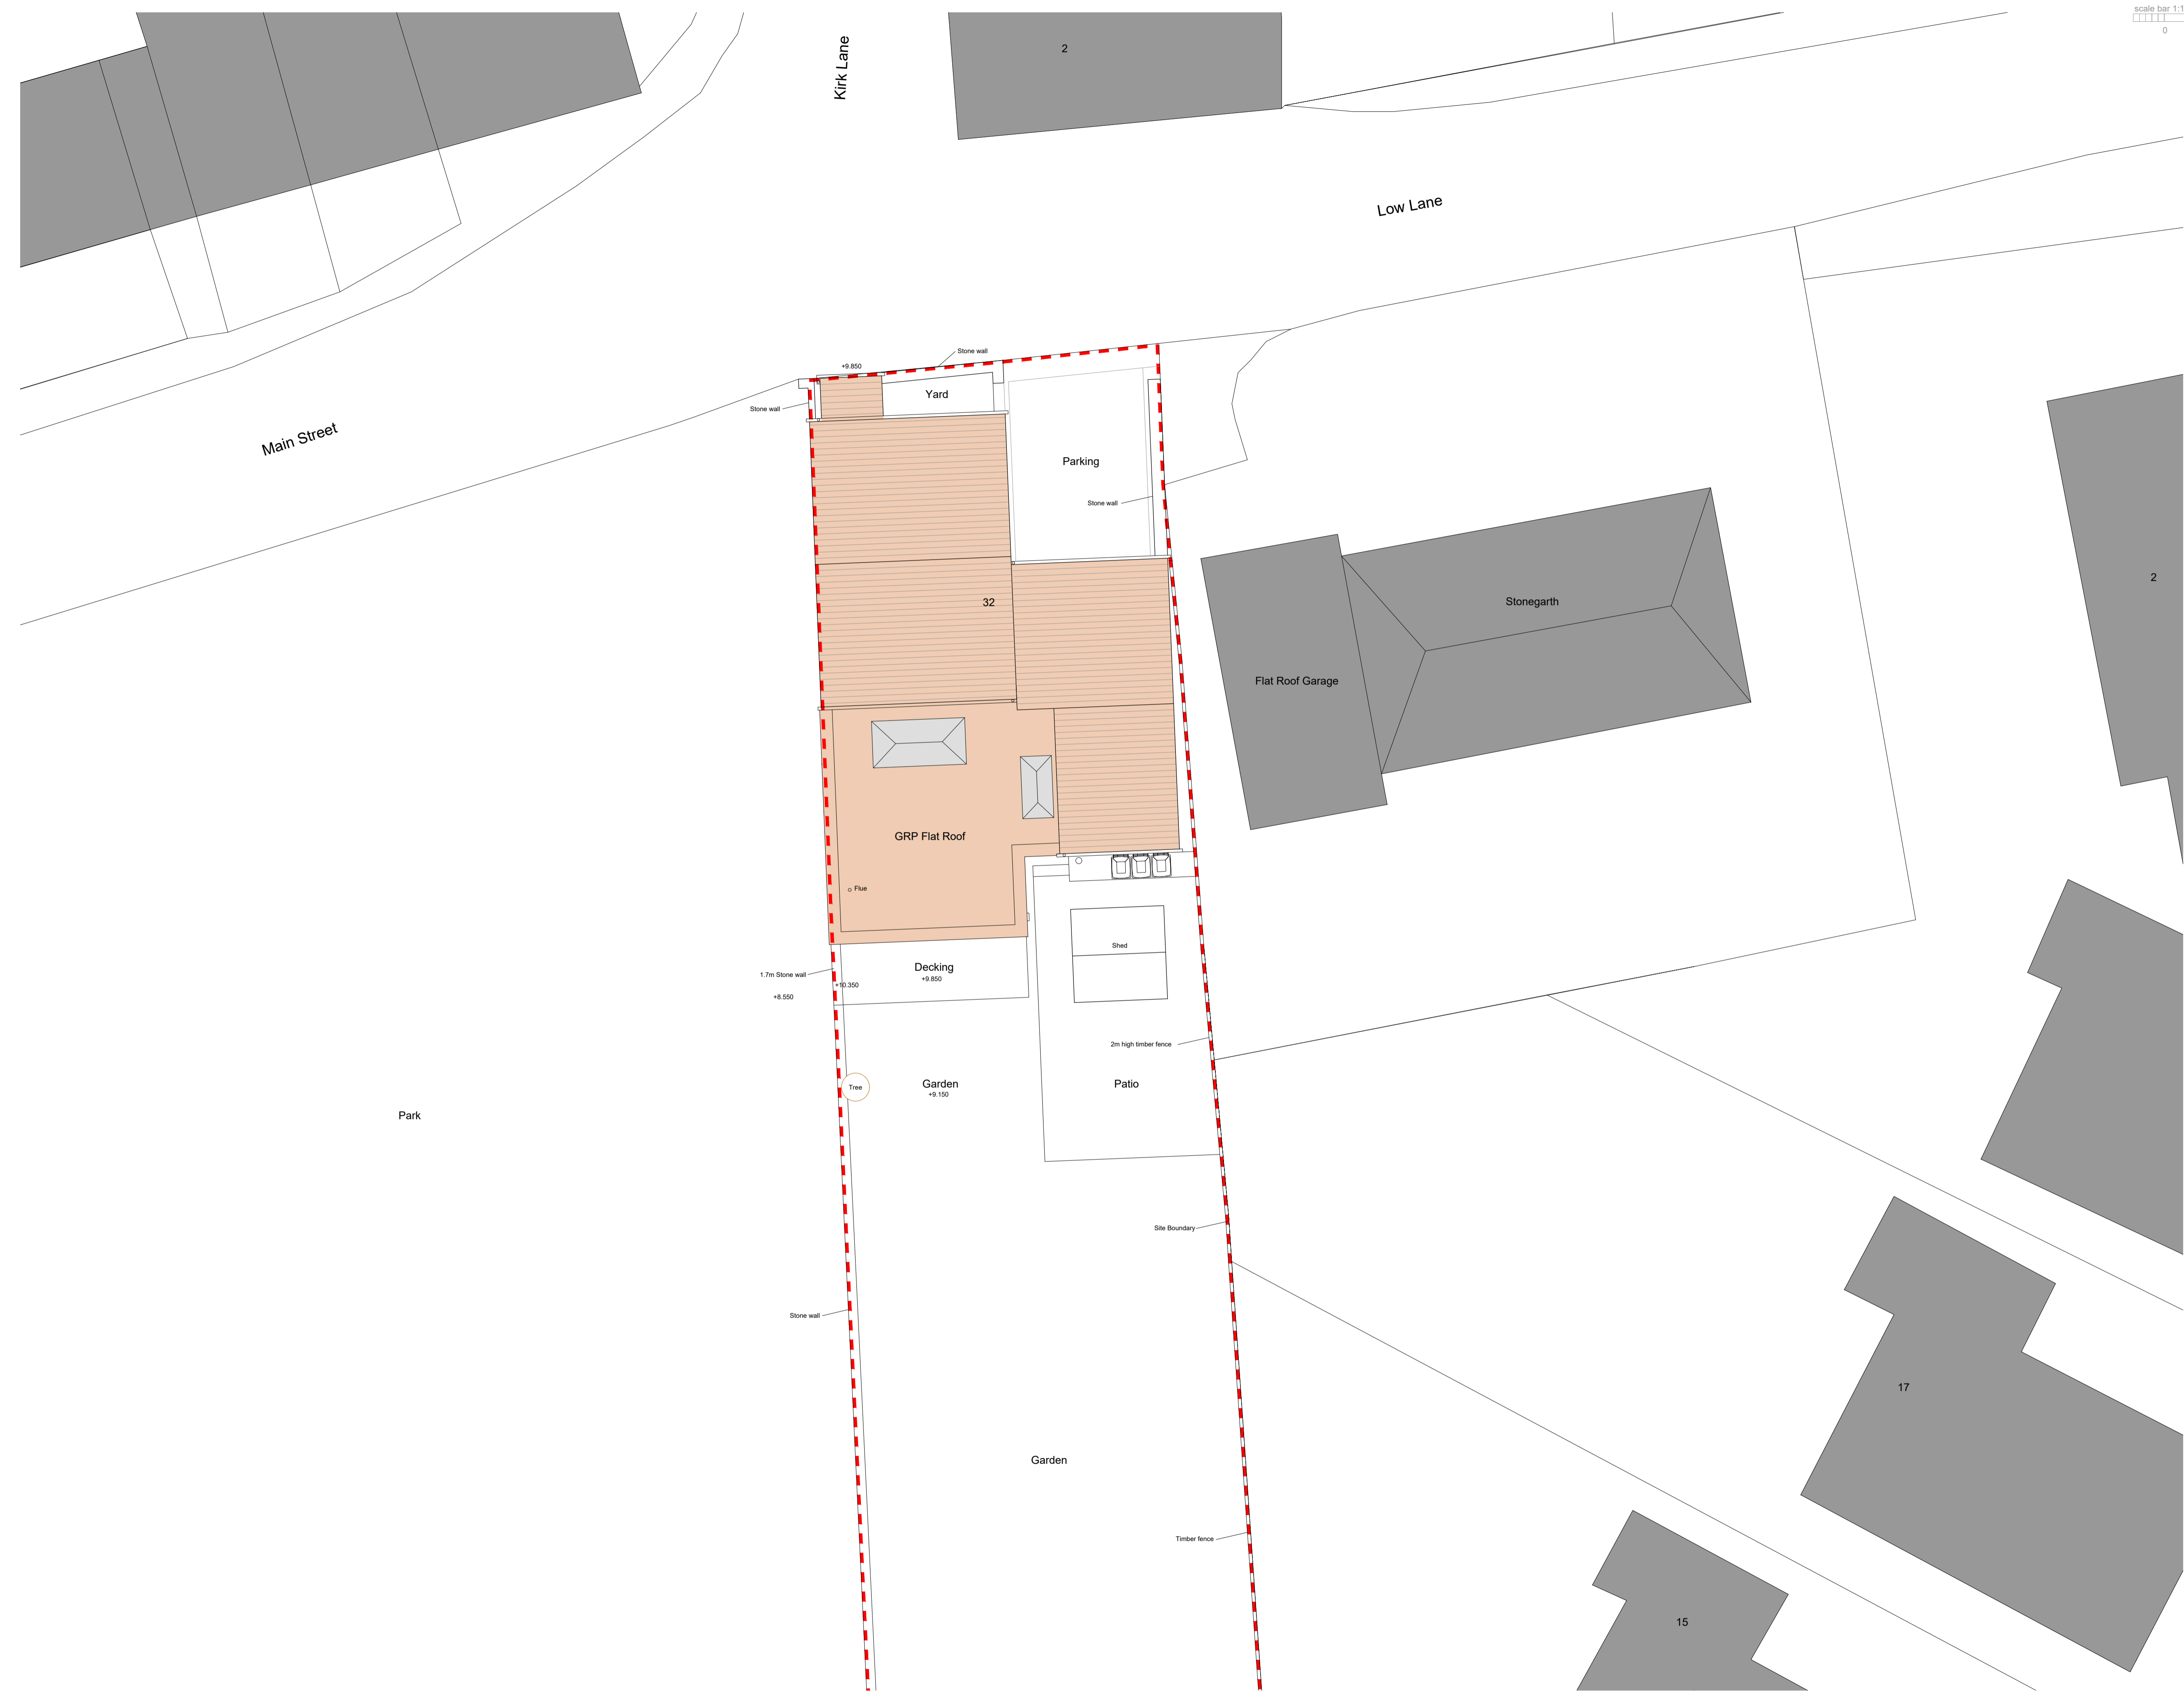 scale bar 1:1
0
Kirk Lane
2
Low Lane
Main Street
Stone wall
+9.850
Yard
Stone wall
Parking
Stone wall
32
2
Stonegarth
Flat Roof Garage
GRP Flat Roof
Flue
Shed
Decking
+9.850
1.7m Stone wall
+10.350
+8.550
2m high timber fence
Tree
Garden
+9.150
Patio
Park
Site Boundary
Stone wall
17
Garden
Timber fence
15